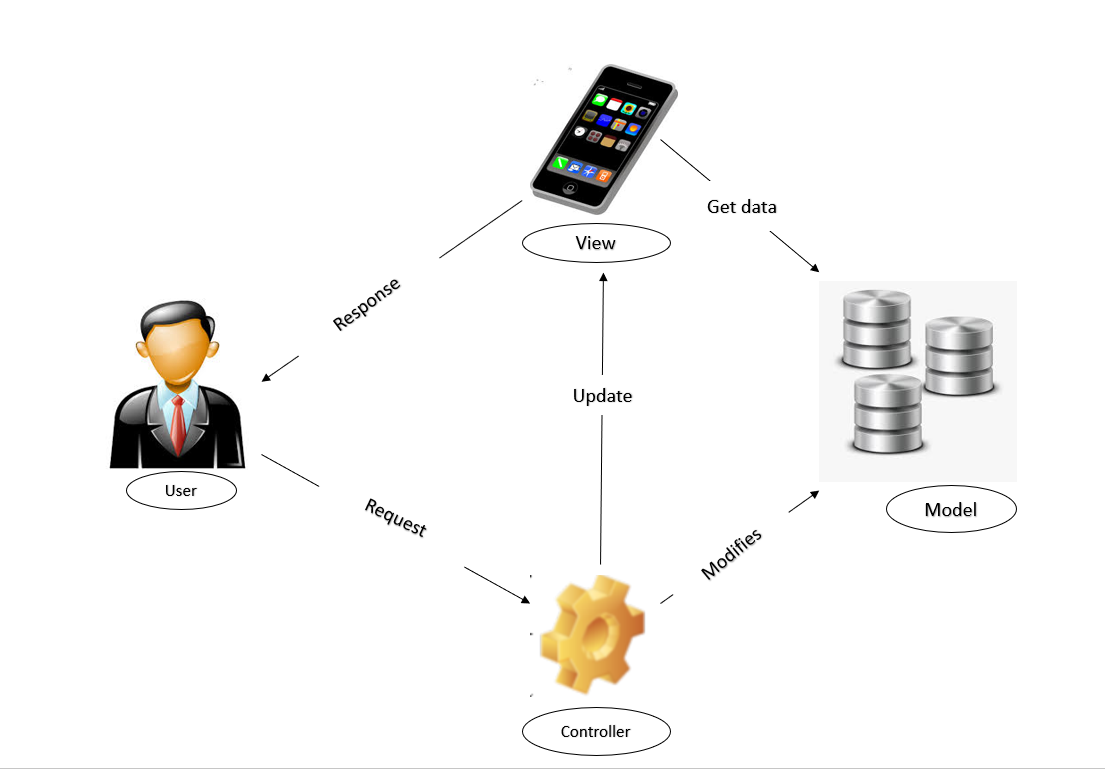 Get data
View
Response
Update
User
Request
Model
Modifies
Controller